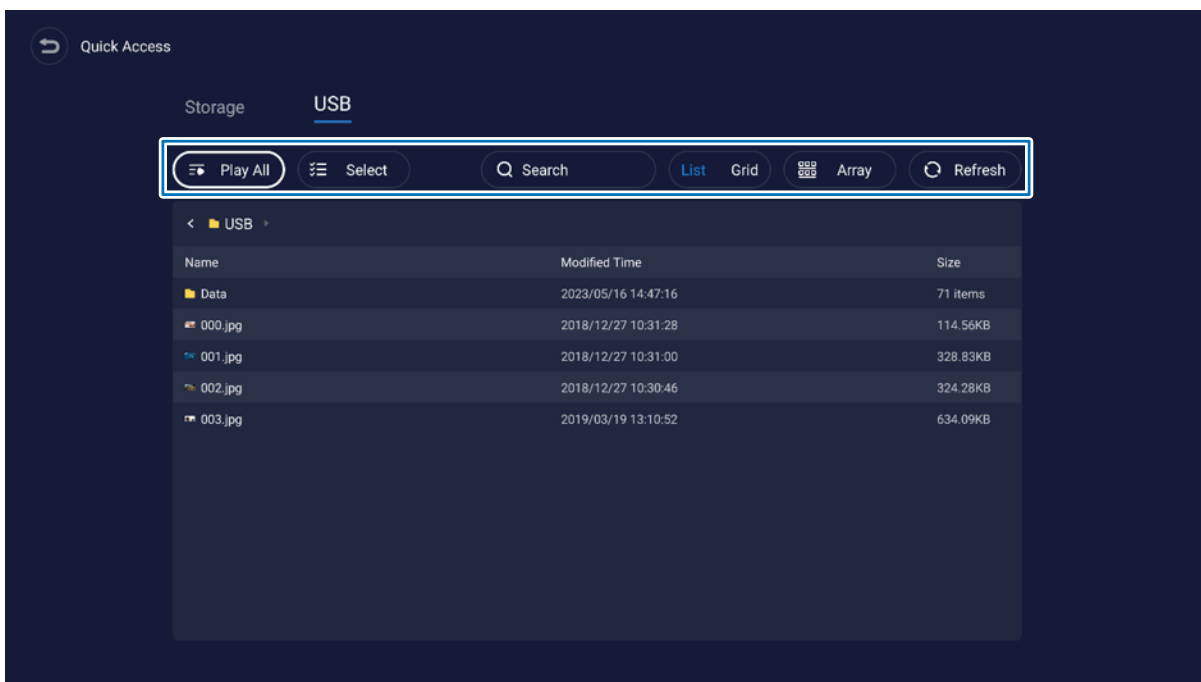 Quick Access
Storage USB
Play All Select Search List Grid Array Refresh
< USB
Name Modified Time Size
Data 2023/05/16 14:47:16 71 items
000.jpg 2018/12/27 10:31:28 114.56KB
001.jpg 2018/12/27 10:31:00 328.83KB
002.jpg 2018/12/27 10:30:46 324.28KB
003.jpg 2019/03/19 13:10:52 634.09KB